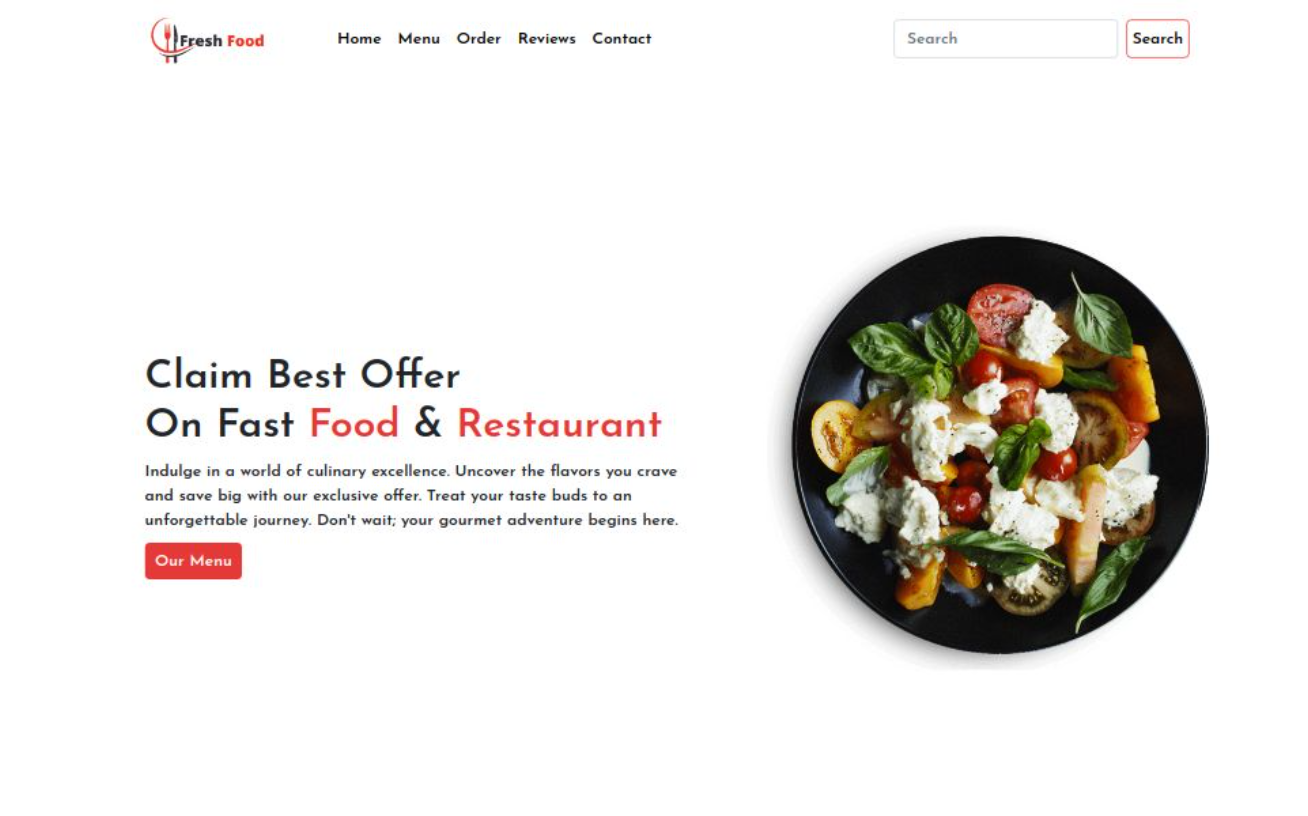 Fresh Food
Home Menu Order Reviews Contact
Search Search
Claim Best Offer
On Fast Food & Restaurant
Indulge in a world of culinary excellence. Uncover the flavors you crave
and save big with our exclusive offer. Treat your taste buds to an
unforgettable journey. Don't wait; your gourmet adventure begins here.
Our Menu